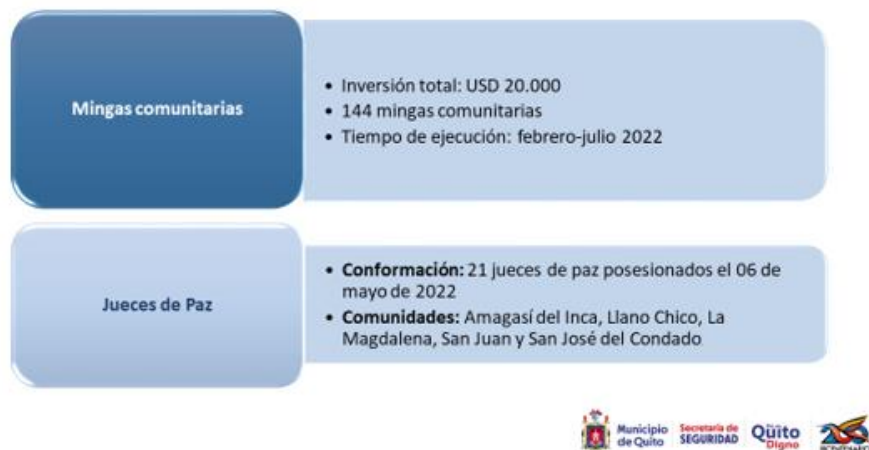 Mingas comunitarias
• Inversión total: USD 20.000
• 144 mingas comunitarias
• Tiempo de ejecución: febrero-julio 2022
Jueces de Paz
• Conformación: 21 jueces de paz posesionados el 06 de
mayo de 2022
• Comunidades: Amagasí del Inca, Llano Chico, La
Magdalena, San Juan y San José del Condado
Municipio
de Quito
Secretaría de
SEGURIDAD
Quito
Digno
BICENTENARIO